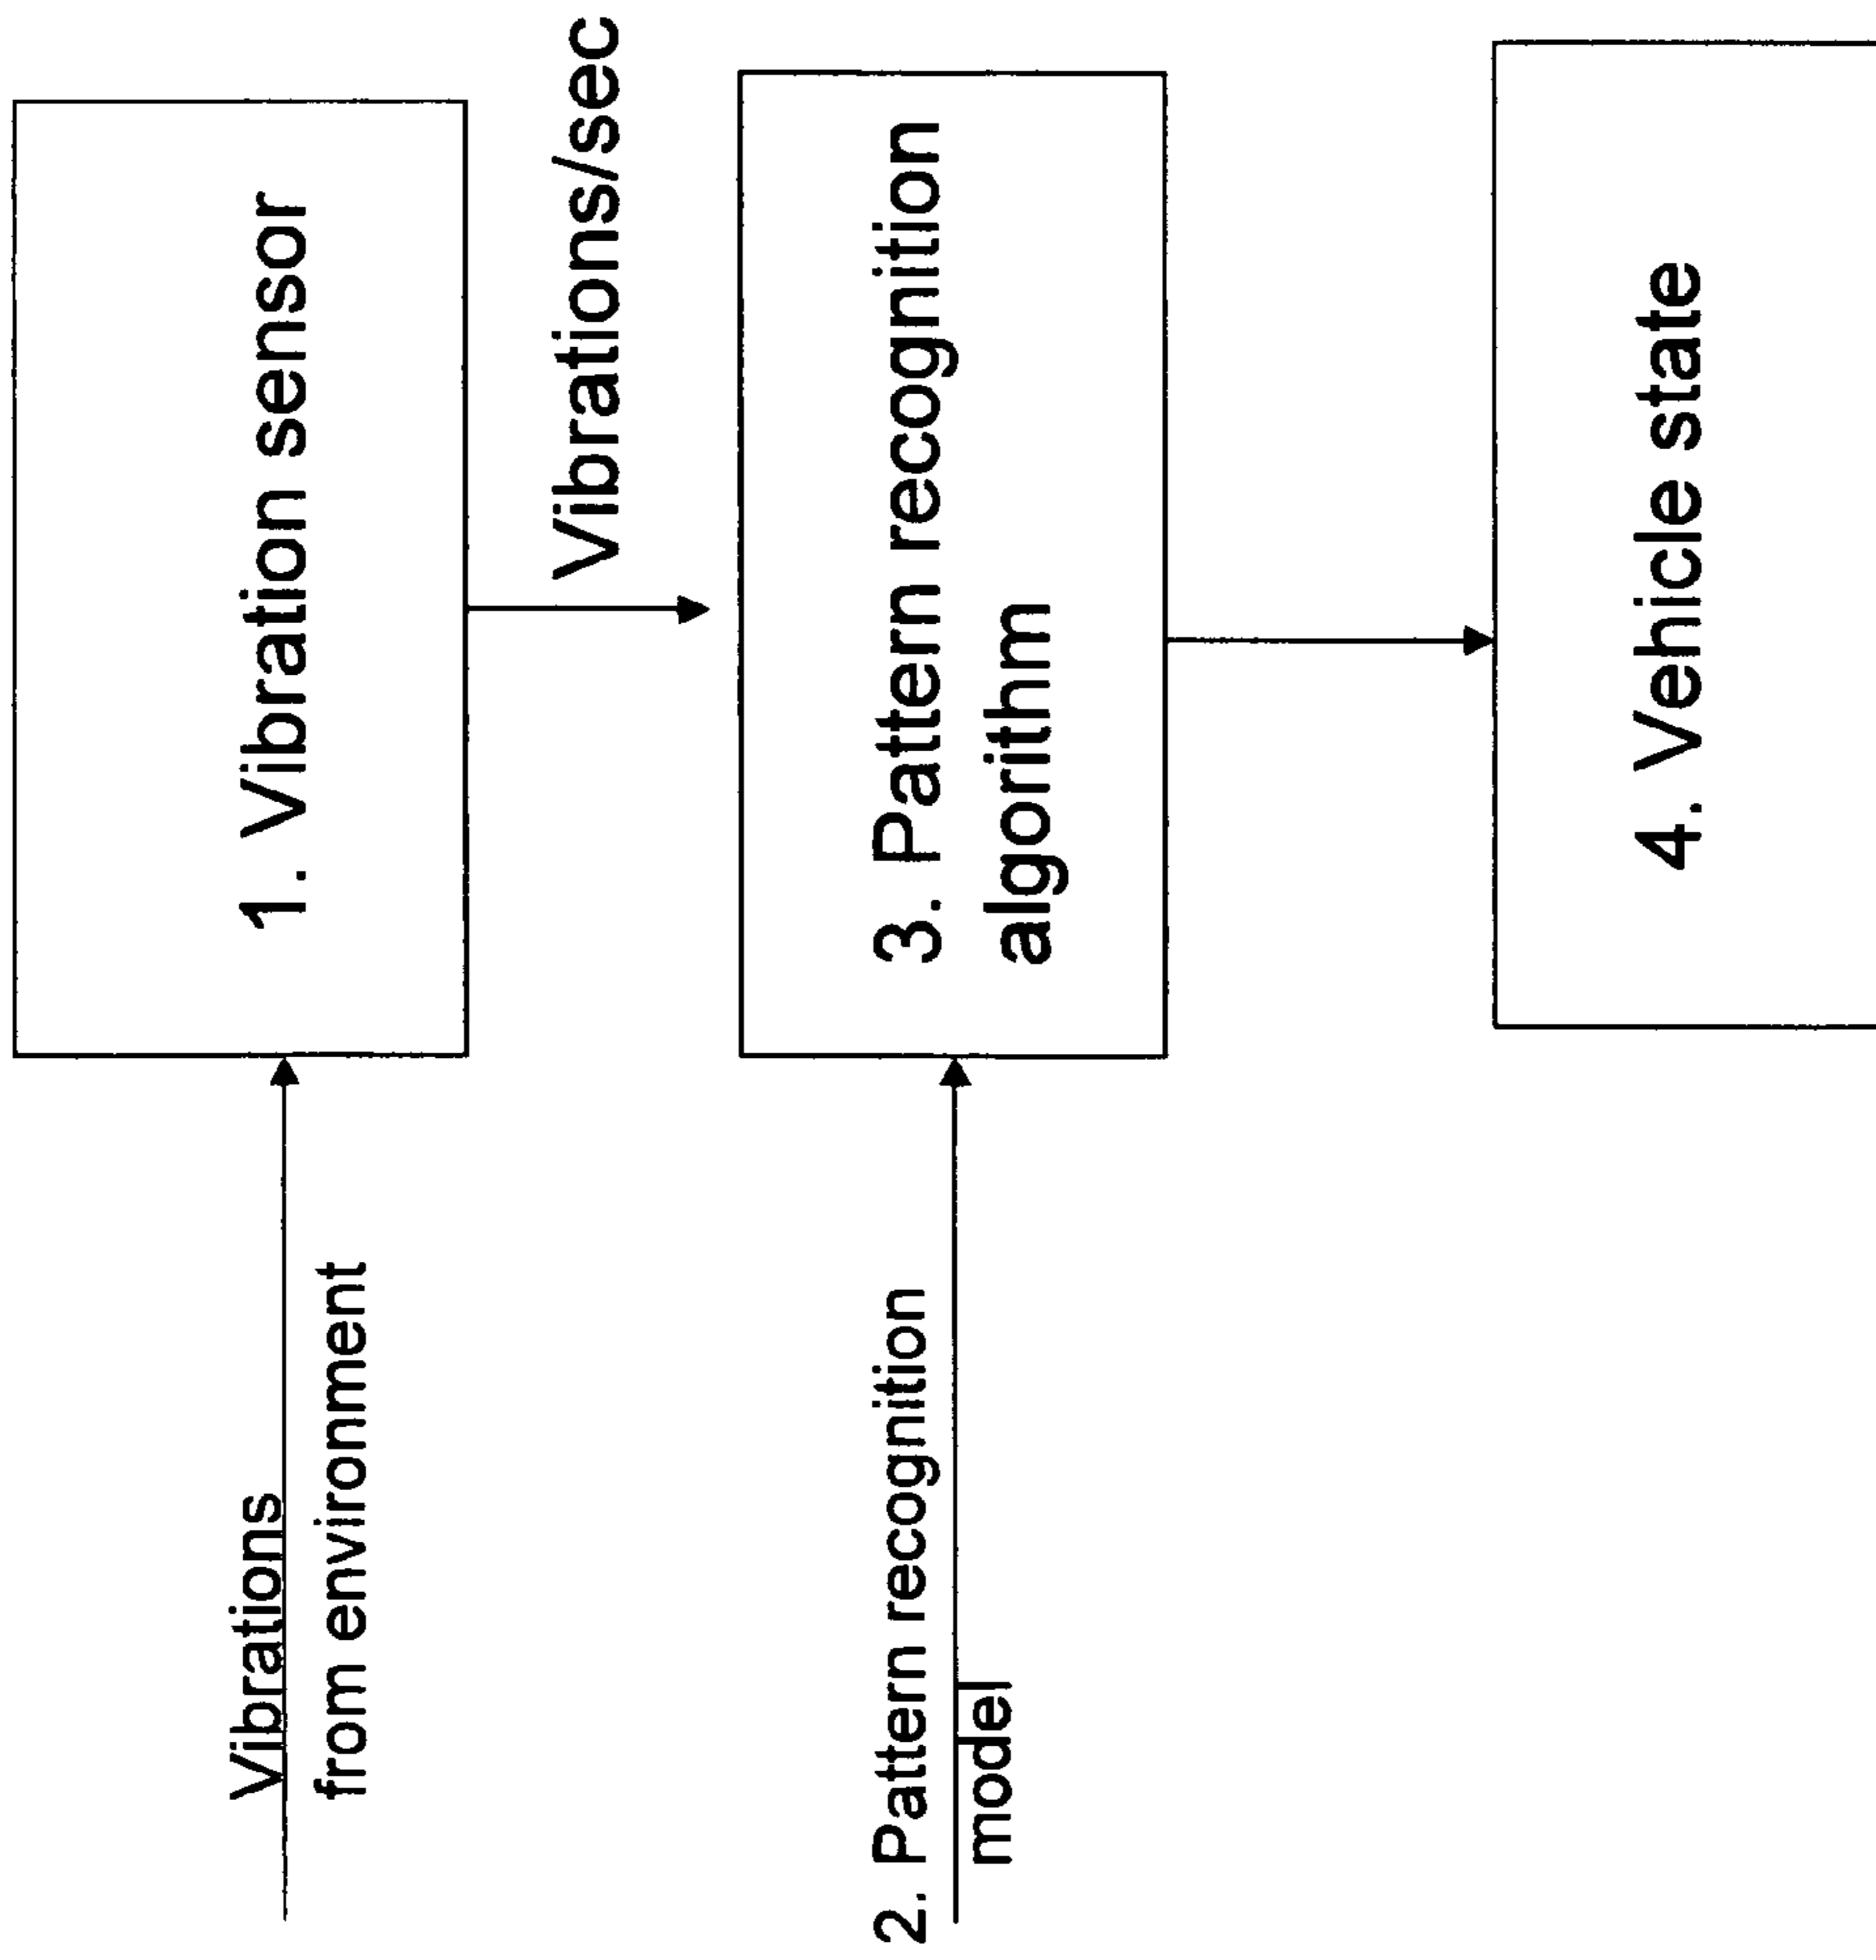 Vibrations
from environment
1. Vibration sensor
Vibrations/sec
2. Pattern recognition
model
3. Pattern recognition
algorithm
4. Vehicle state